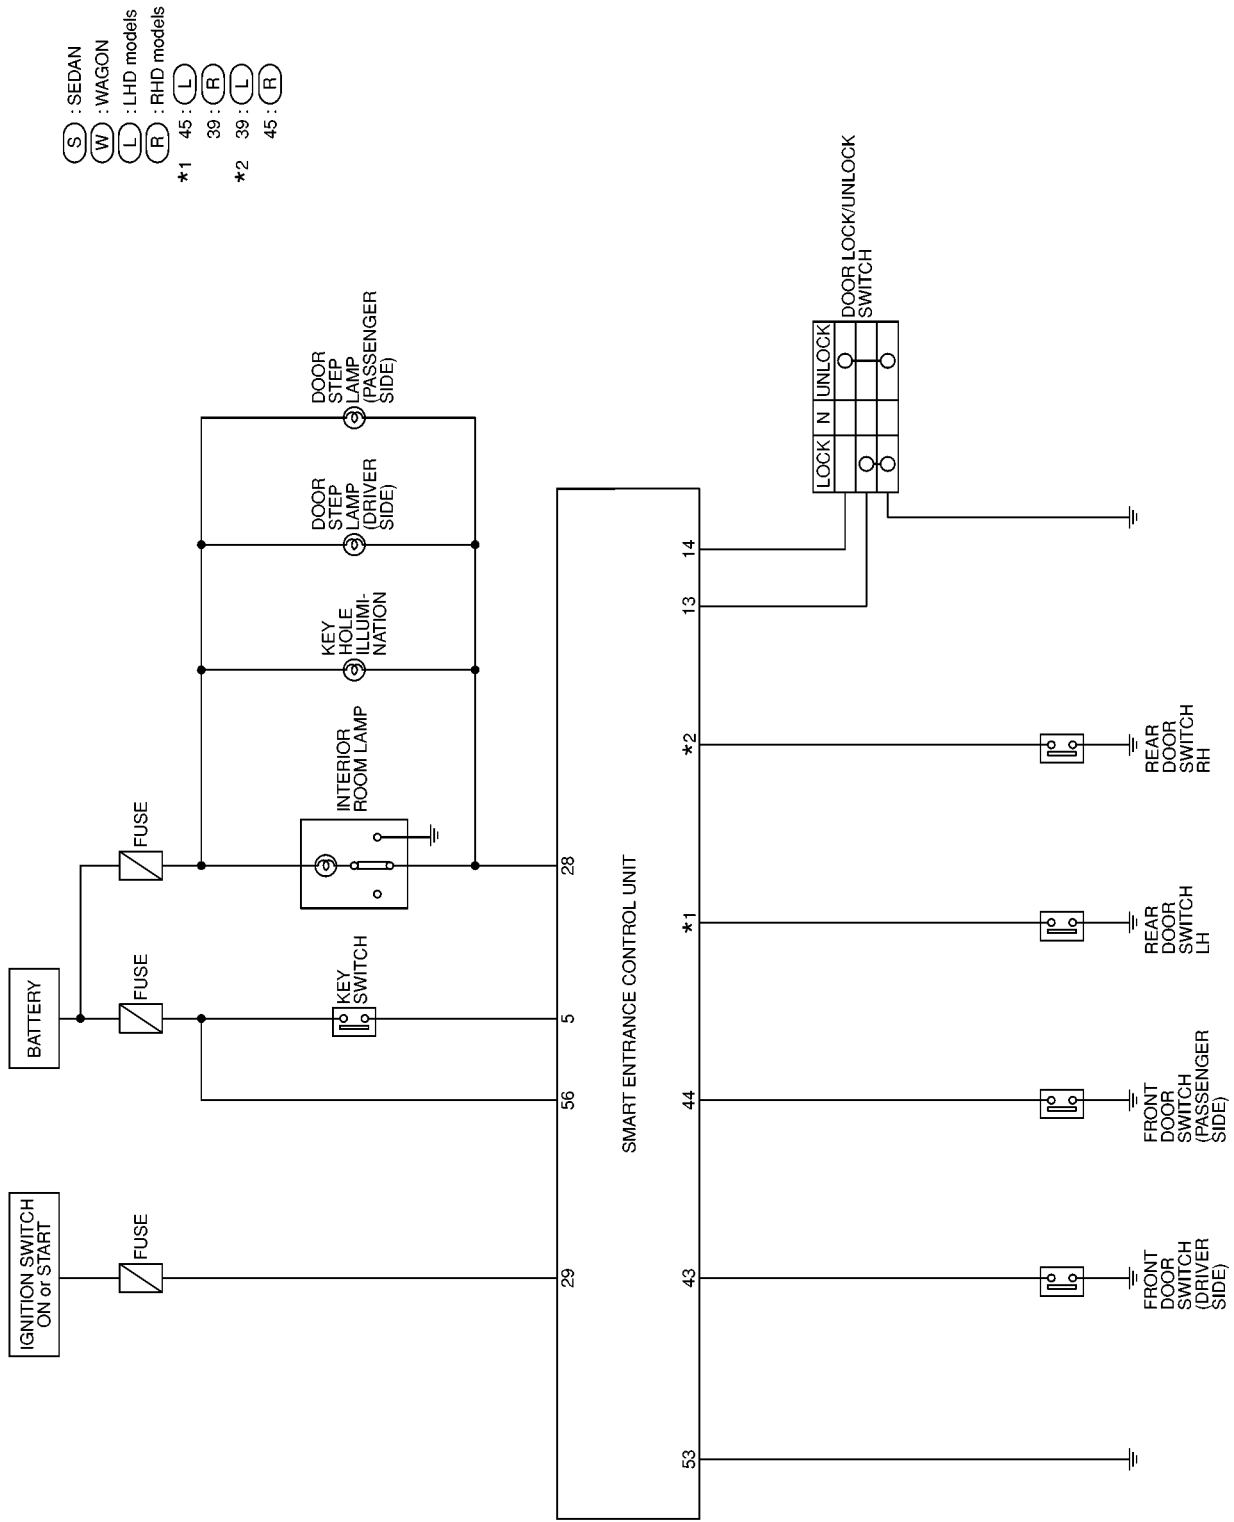 Ⓢ : SEDAN
Ⓦ : WAGON
Ⓛ : LHD models
Ⓡ : RHD models
*1 45 : Ⓛ
39 : Ⓡ
*2 39 : Ⓛ
45 : Ⓡ
IGNITION SWITCH
ON or START
BATTERY
FUSE
FUSE
FUSE
KEY
SWITCH
INTERIOR
ROOM LAMP
KEY
HOLE
ILLUMI-
NATION
DOOR
STEP
LAMP
(DRIVER
SIDE)
DOOR
STEP
LAMP
(PASSENGER
SIDE)
29
56
5
28
SMART ENTRANCE CONTROL UNIT
53
43
44
*1
*2
13
14
LOCK
N
UNLOCK
DOOR LOCK/UNLOCK
SWITCH
FRONT
DOOR
SWITCH
(DRIVER
SIDE)
FRONT
DOOR
SWITCH
(PASSENGER
SIDE)
REAR
DOOR
SWITCH
LH
REAR
DOOR
SWITCH
RH